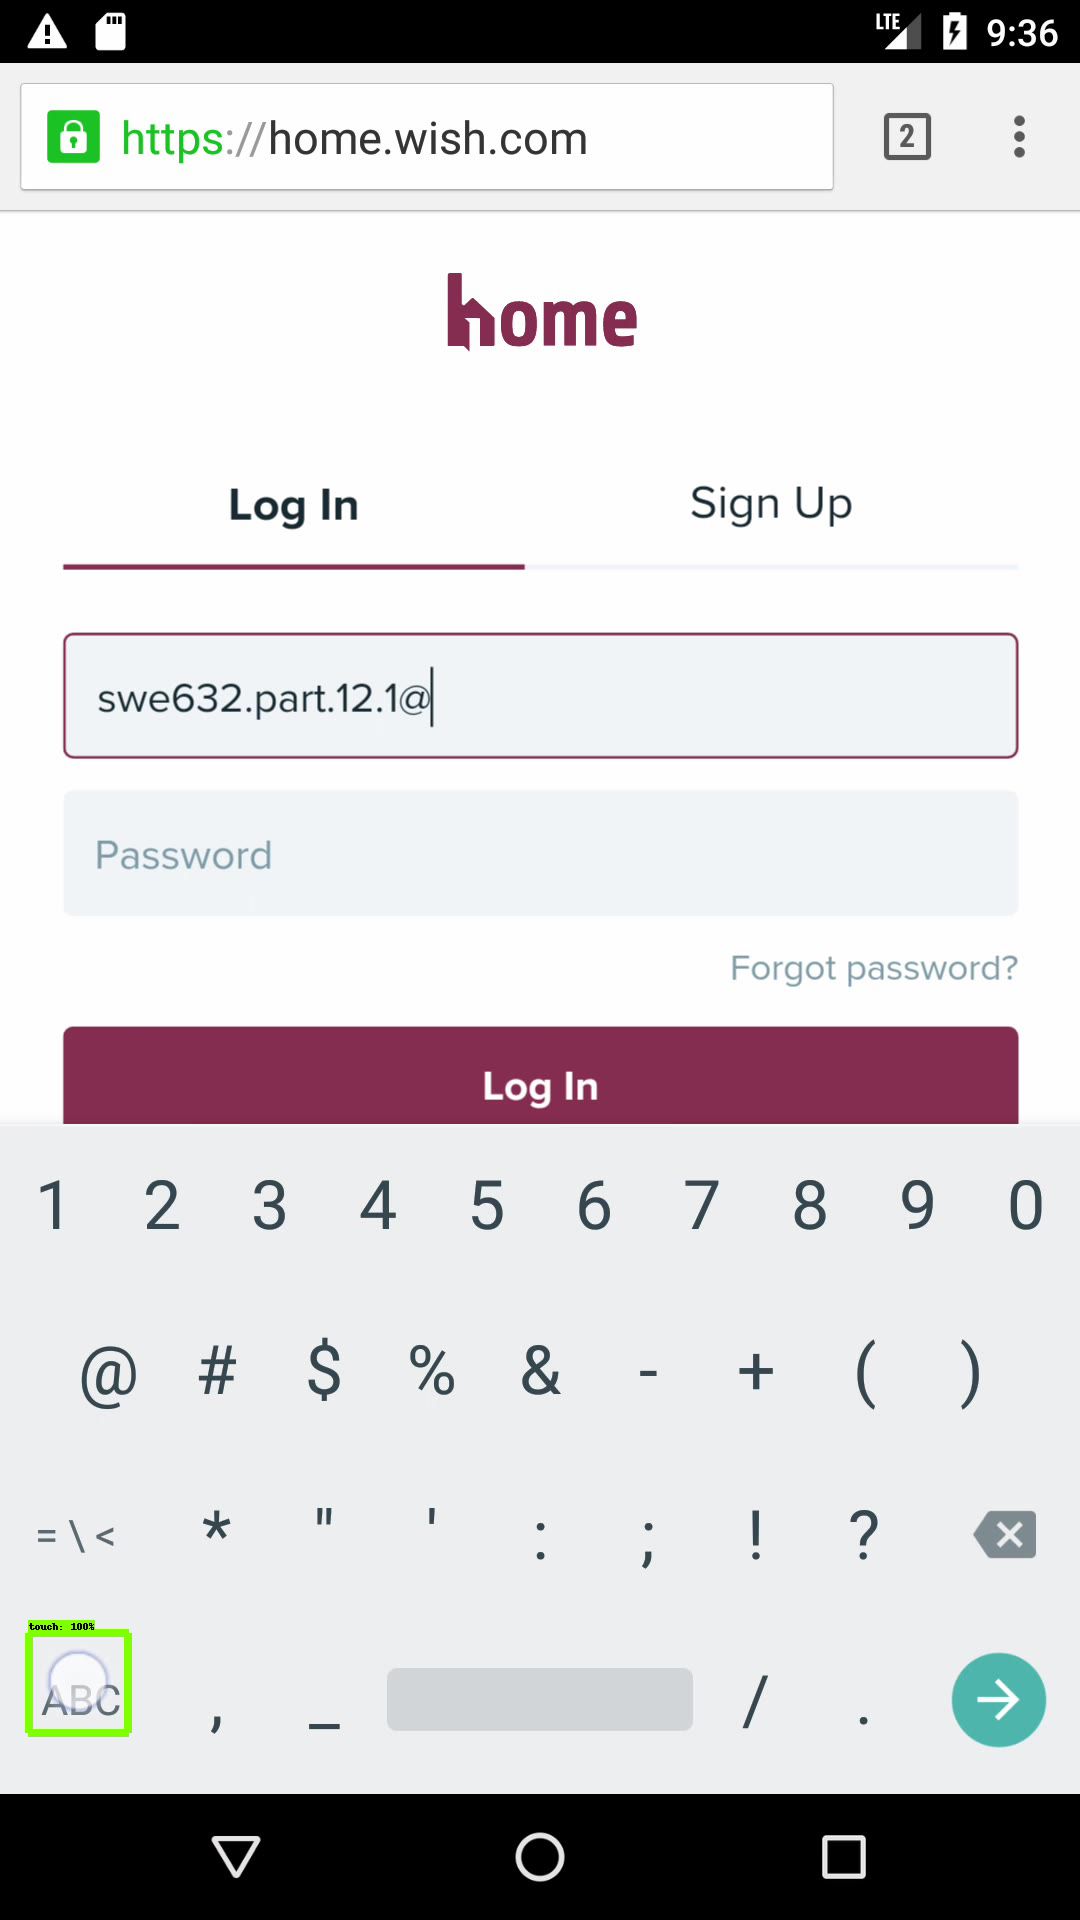 LTE 9:36
https://home.wish.com 2
home
Log In Sign Up
swe632.part.12.1@
Password
Forgot password?
Log In
1 2 3 4 5 6 7 8 9 0
@ # $ % & - + ( )
= \ < * " ' : ; ! ?
touch: 100%
ABC , _ / .